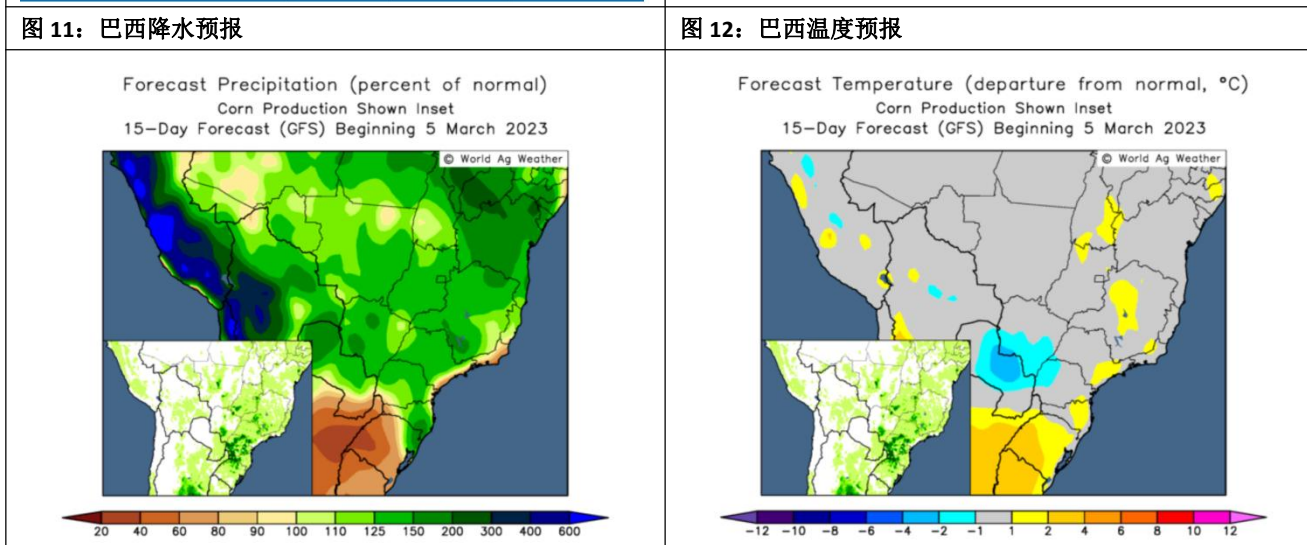 图 11：巴西降水预报
图 12：巴西温度预报
Forecast Precipitation (percent of normal)
Corn Production Shown Inset
15-Day Forecast (GFS) Beginning 5 March 2023
© World Ag Weather
20 40 60 80 90 100 110 125 150 200 300 400 600
Forecast Temperature (departure from normal, °C)
Corn Production Shown Inset
15-Day Forecast (GFS) Beginning 5 March 2023
© World Ag Weather
-12 -10 -8 -6 -4 -2 -1 1 2 4 6 8 10 12